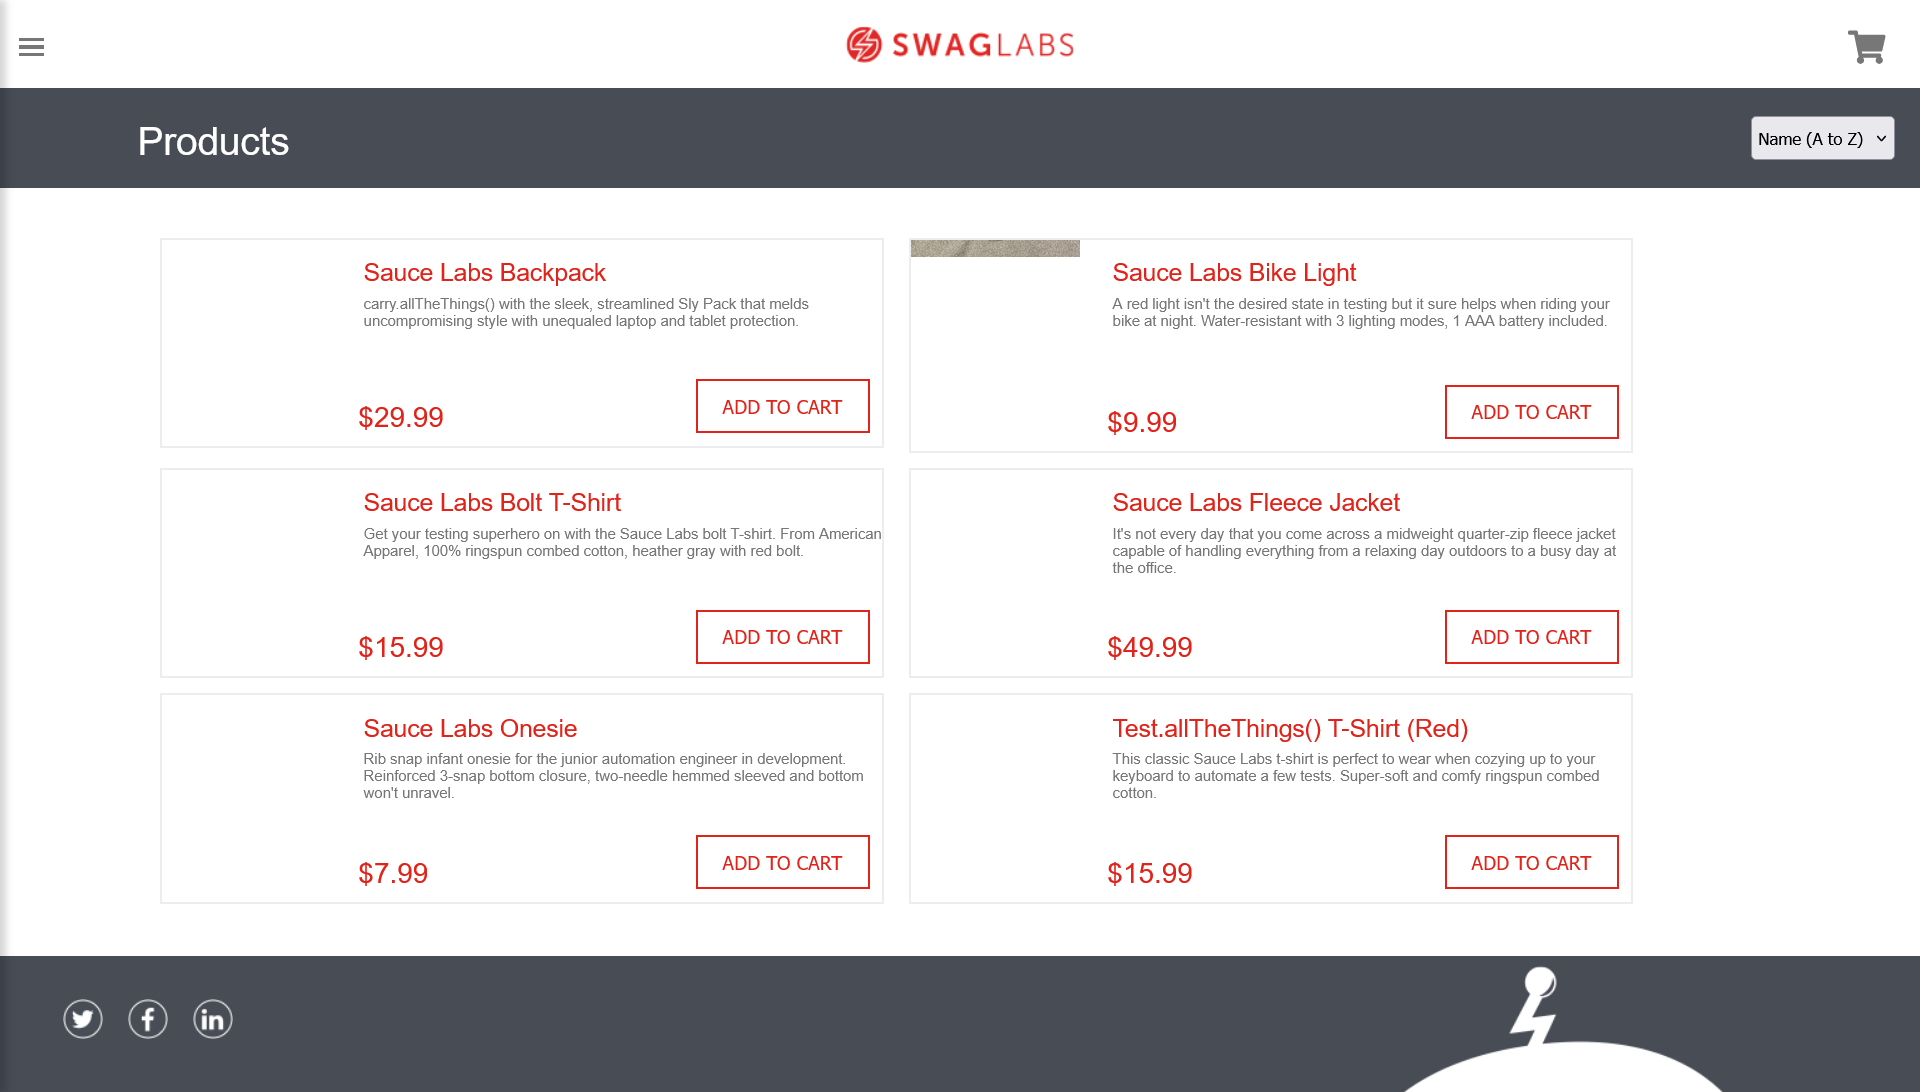 SWAGLABS
Products
Name (A to Z)
Sauce Labs Backpack
carry.allTheThings() with the sleek, streamlined Sly Pack that melds
uncompromising style with unequaled laptop and tablet protection.
$29.99
ADD TO CART
Sauce Labs Bike Light
A red light isn't the desired state in testing but it sure helps when riding your
bike at night. Water-resistant with 3 lighting modes, 1 AAA battery included.
$9.99
ADD TO CART
Sauce Labs Bolt T-Shirt
Get your testing superhero on with the Sauce Labs bolt T-shirt. From American
Apparel, 100% ringspun combed cotton, heather gray with red bolt.
$15.99
ADD TO CART
Sauce Labs Fleece Jacket
It's not every day that you come across a midweight quarter-zip fleece jacket
capable of handling everything from a relaxing day outdoors to a busy day at
the office.
$49.99
ADD TO CART
Sauce Labs Onesie
Rib snap infant onesie for the junior automation engineer in development.
Reinforced 3-snap bottom closure, two-needle hemmed sleeved and bottom
won't unravel.
$7.99
ADD TO CART
Test.allTheThings() T-Shirt (Red)
This classic Sauce Labs t-shirt is perfect to wear when cozying up to your
keyboard to automate a few tests. Super-soft and comfy ringspun combed
cotton.
$15.99
ADD TO CART